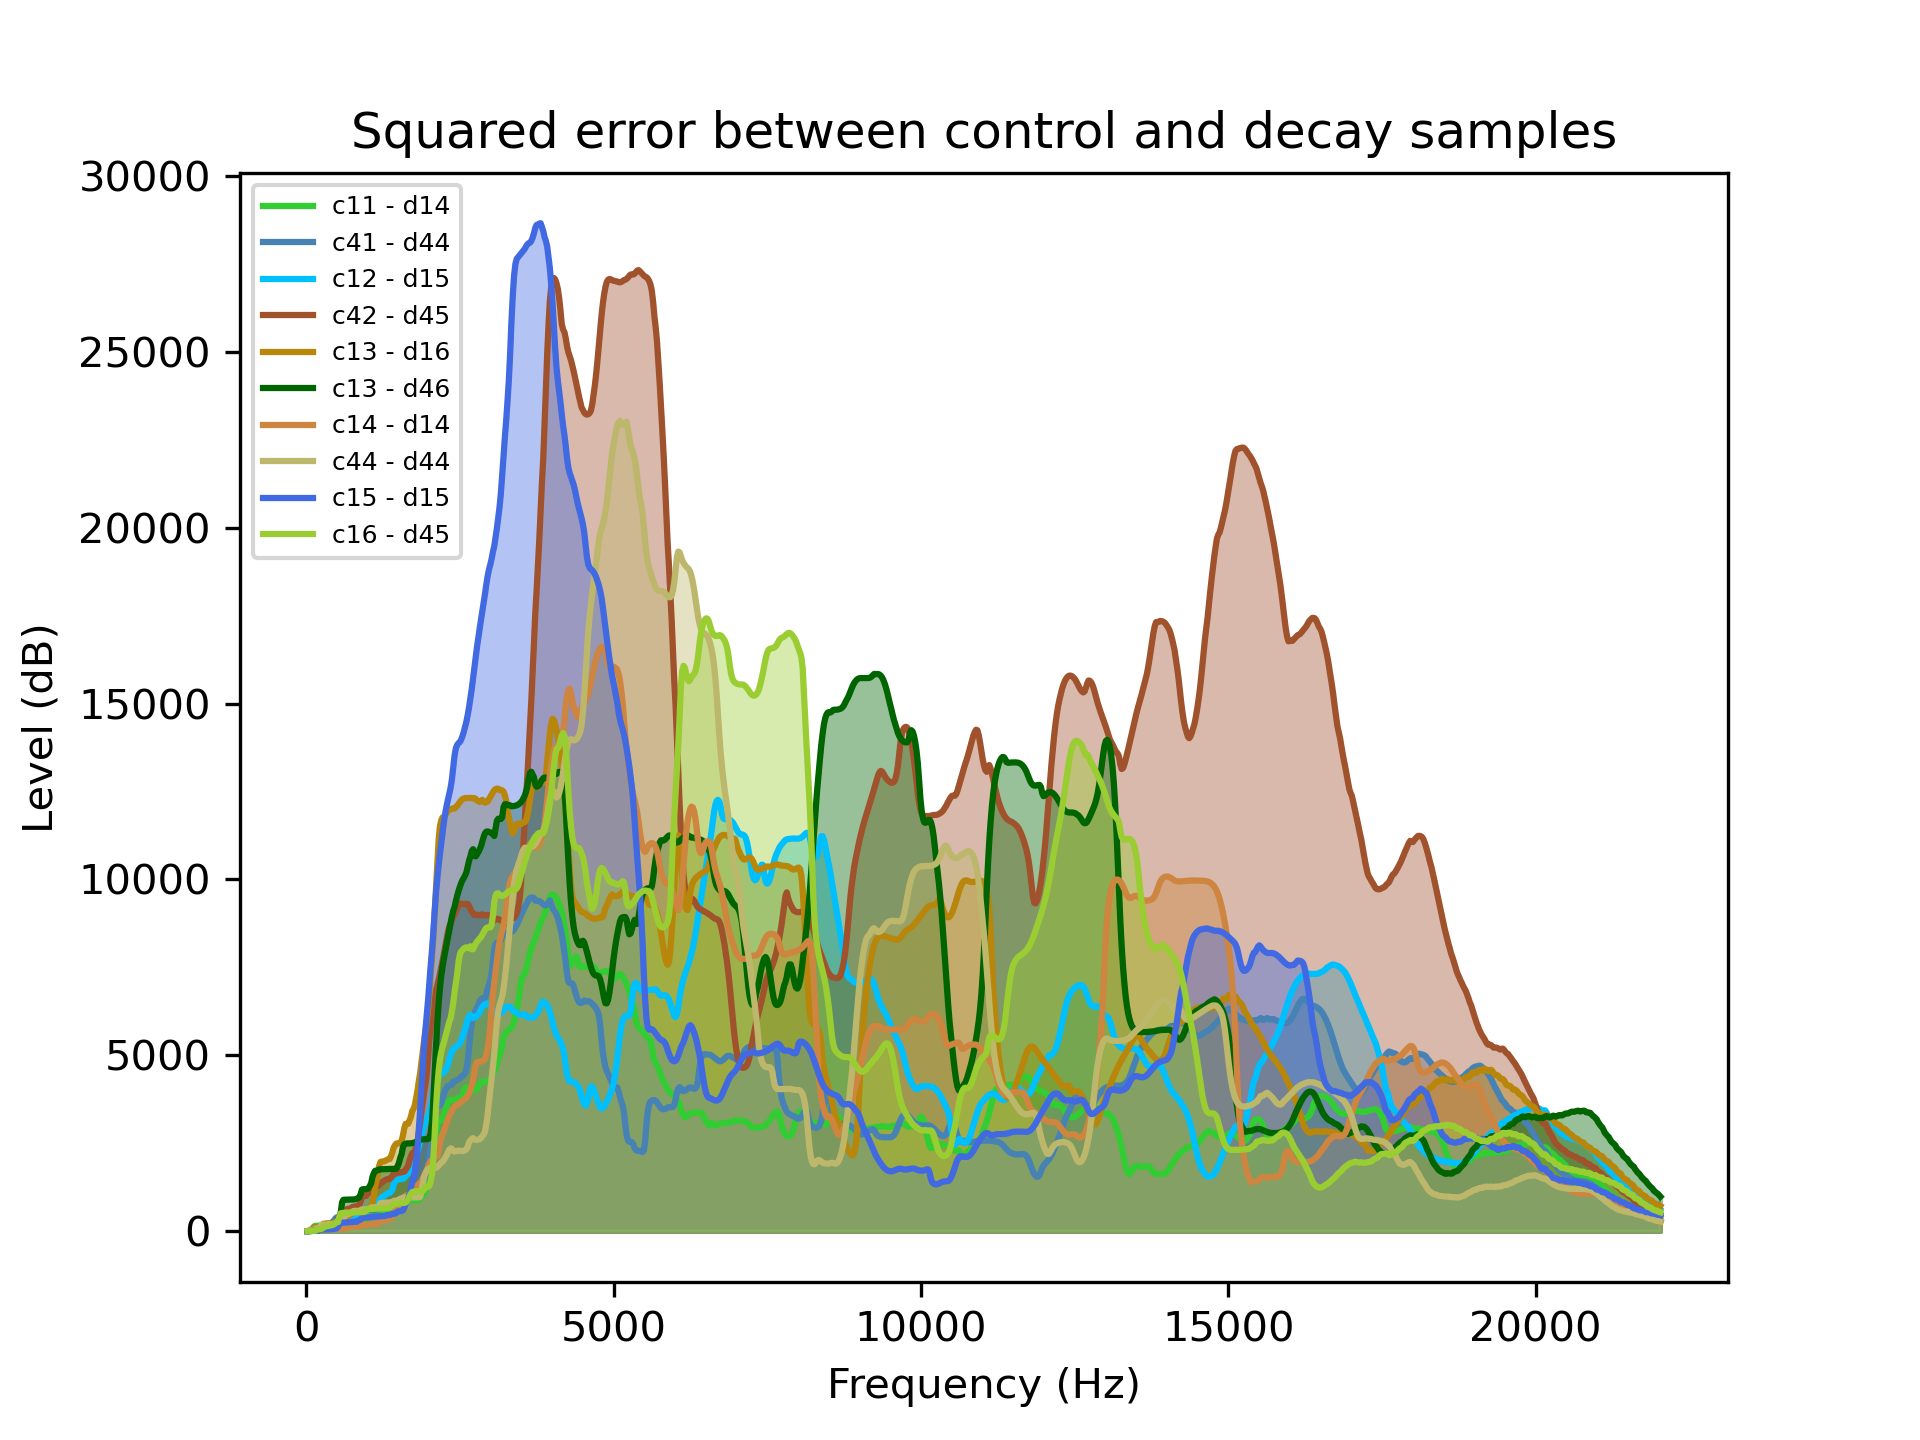 Squared error between control and decay samples
30000
25000
20000
15000
10000
5000
0
Level (dB)
c11 - d14
c41 - d44
c12 - d15
c42 - d45
c13 - d16
c13 - d46
c14 - d14
c44 - d44
c15 - d15
c16 - d45
0 5000 10000 15000 20000
Frequency (Hz)